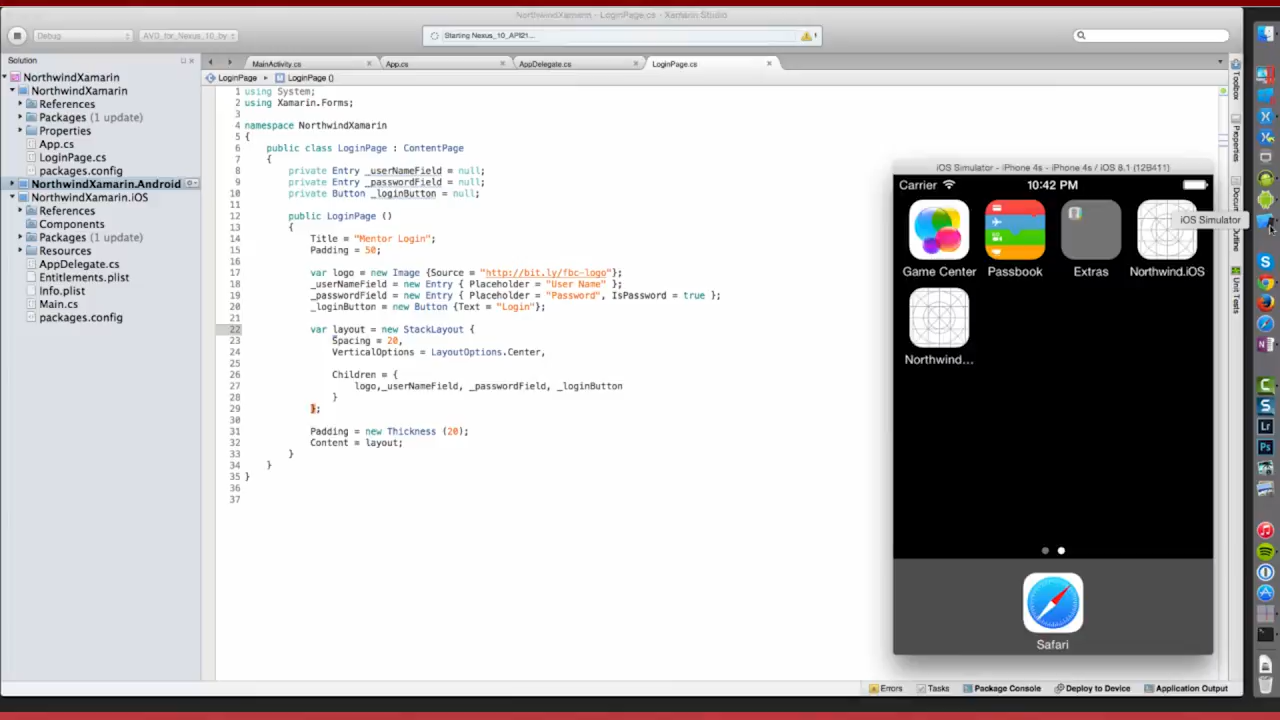 NorthwindXamarin - LoginPage.cs - Xamarin Studio
Debug
AVD_for_Nexus_10_by
Starting Nexus_10_API21...
1
Solution
MainActivity.cs
App.cs
AppDelegate.cs
LoginPage.cs
LoginPage
LoginPage ()
NorthwindXamarin
NorthwindXamarin
References
Packages (1 update)
Properties
App.cs
LoginPage.cs
packages.config
NorthwindXamarin.Android
NorthwindXamarin.iOS
References
Components
Packages (1 update)
Resources
AppDelegate.cs
Entitlements.plist
Info.plist
Main.cs
packages.config
1 using System;
2 using Xamarin.Forms;
3
4 namespace NorthwindXamarin
5 {
6 public class LoginPage : ContentPage
7 {
8 private Entry _userNameField = null;
9 private Entry _passwordField = null;
10 private Button _loginButton = null;
11
12 public LoginPage ()
13 {
14 Title = "Mentor Login";
15 Padding = 50;
16
17 var logo = new Image {Source = "http://bit.ly/fbc-logo"};
18 _userNameField = new Entry { Placeholder = "User Name" };
19 _passwordField = new Entry { Placeholder = "Password", IsPassword = true };
20 _loginButton = new Button {Text = "Login"};
21
22 var layout = new StackLayout {
23 Spacing = 20,
24 VerticalOptions = LayoutOptions.Center,
25
26 Children = {
27 logo,_userNameField, _passwordField, _loginButton
28 }
29 };
30
31 Padding = new Thickness (20);
32 Content = layout;
33 }
34 }
35 }
36
37
iOS Simulator - iPhone 4s - iPhone 4s / iOS 8.1 (12B411)
Carrier
10:42 PM
Game Center
Passbook
Extras
Northwind.iOS
Northwind...
Safari
iOS Simulator
Toolbox
Properties
Unit Tests
Errors
Tasks
Package Console
Deploy to Device
Application Output
S
N
C
S
Lr
Ps